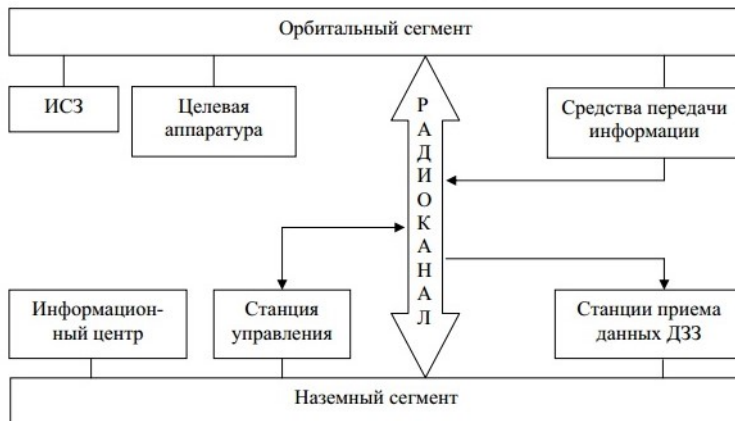 Орбитальный сегмент
ИСЗ
Целевая
аппаратура
РАДИОКАНАЛ
Средства передачи
информации
Информацион-
ный центр
Станция
управления
Станции приема
данных ДЗЗ
Наземный сегмент